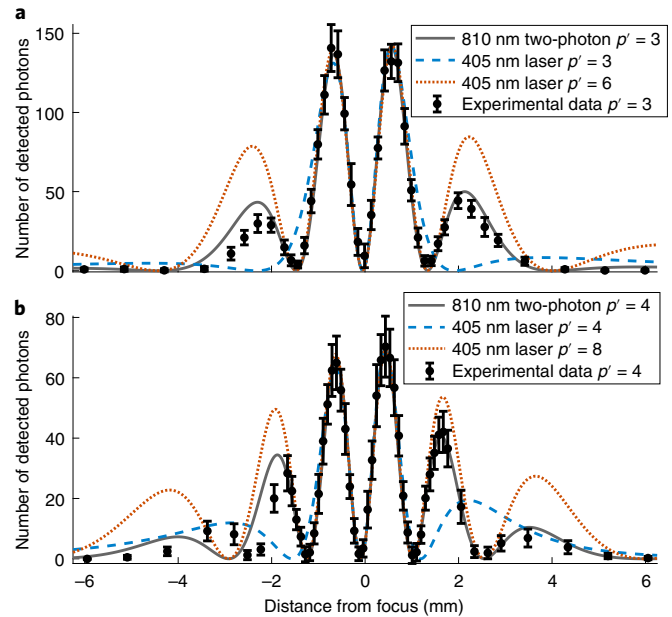 a
150
100
50
0
Number of detected photons
810 nm two-photon p′ = 3
405 nm laser p′ = 3
405 nm laser p′ = 6
Experimental data p′ = 3
b
80
60
40
20
0
Number of detected photons
810 nm two-photon p′ = 4
405 nm laser p′ = 4
405 nm laser p′ = 8
Experimental data p′ = 4
−6 −4 −2 0 2 4 6
Distance from focus (mm)